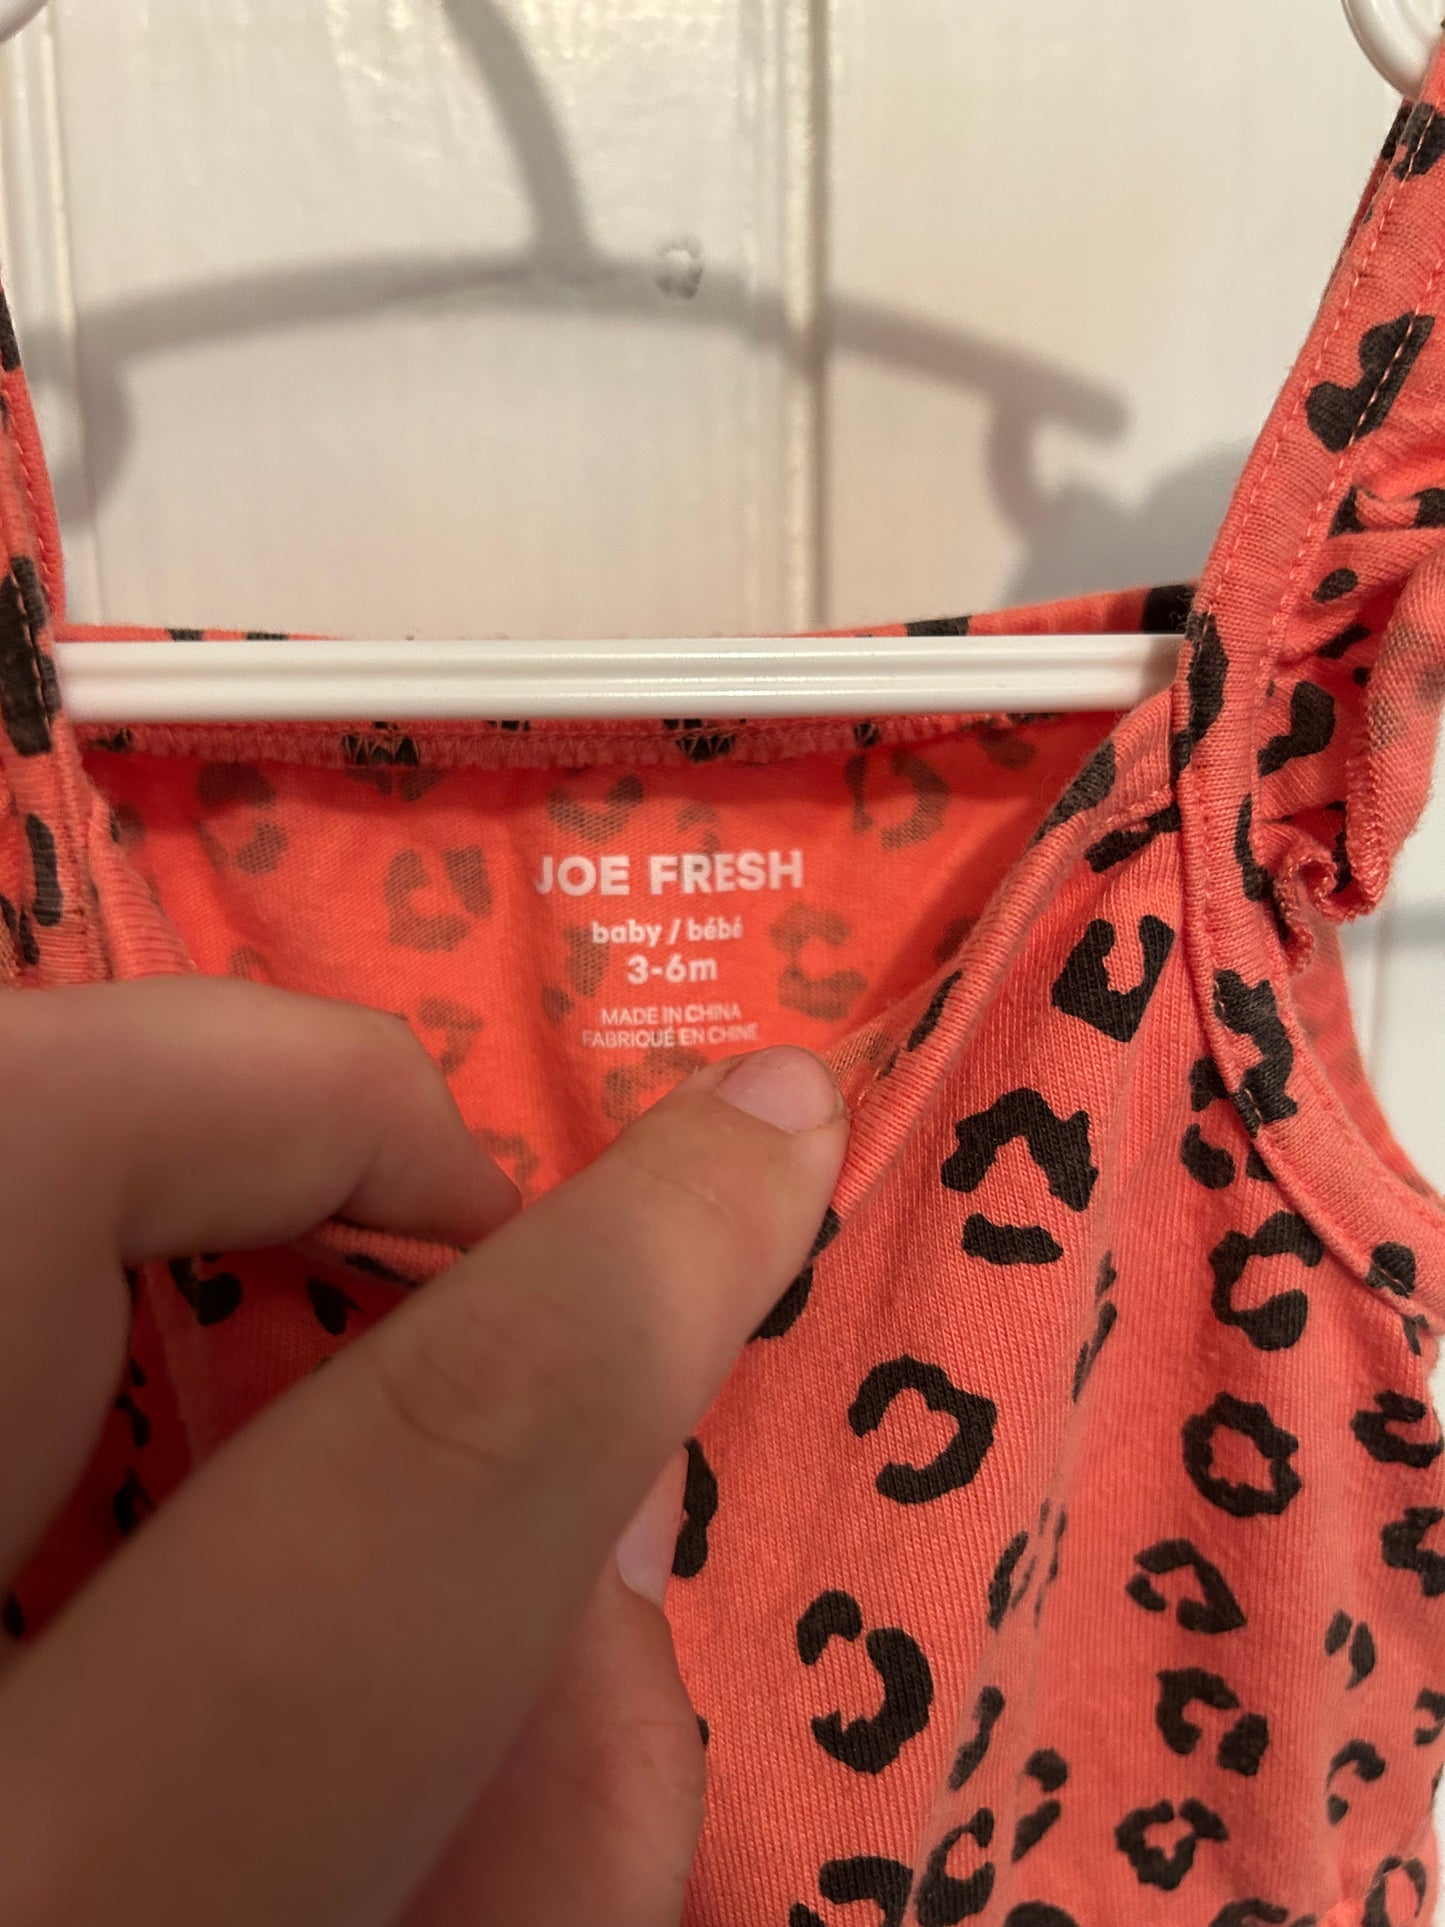 JOE FRESH
baby / bébé
3-6m
MADE IN CHINA
FABRIQUÉ EN CHINE